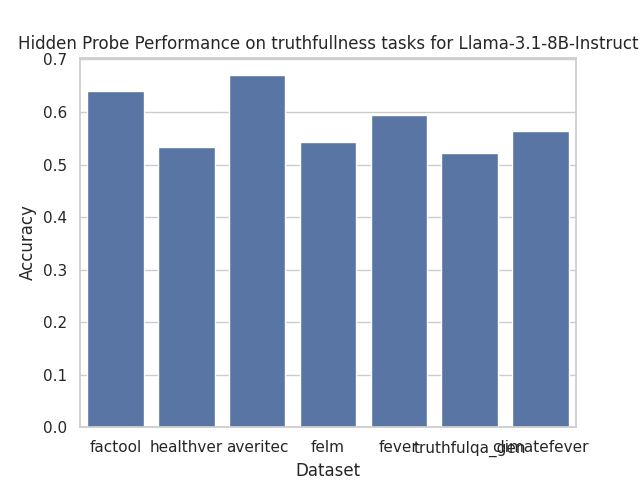 Hidden Probe Performance on truthfullness tasks for Llama-3.1-8B-Instruct
0.7
0.6
0.5
0.4
0.3
0.2
0.1
0.0
Accuracy
factool healthver averitec felm fever truthfulqa_gen climatefever
Dataset